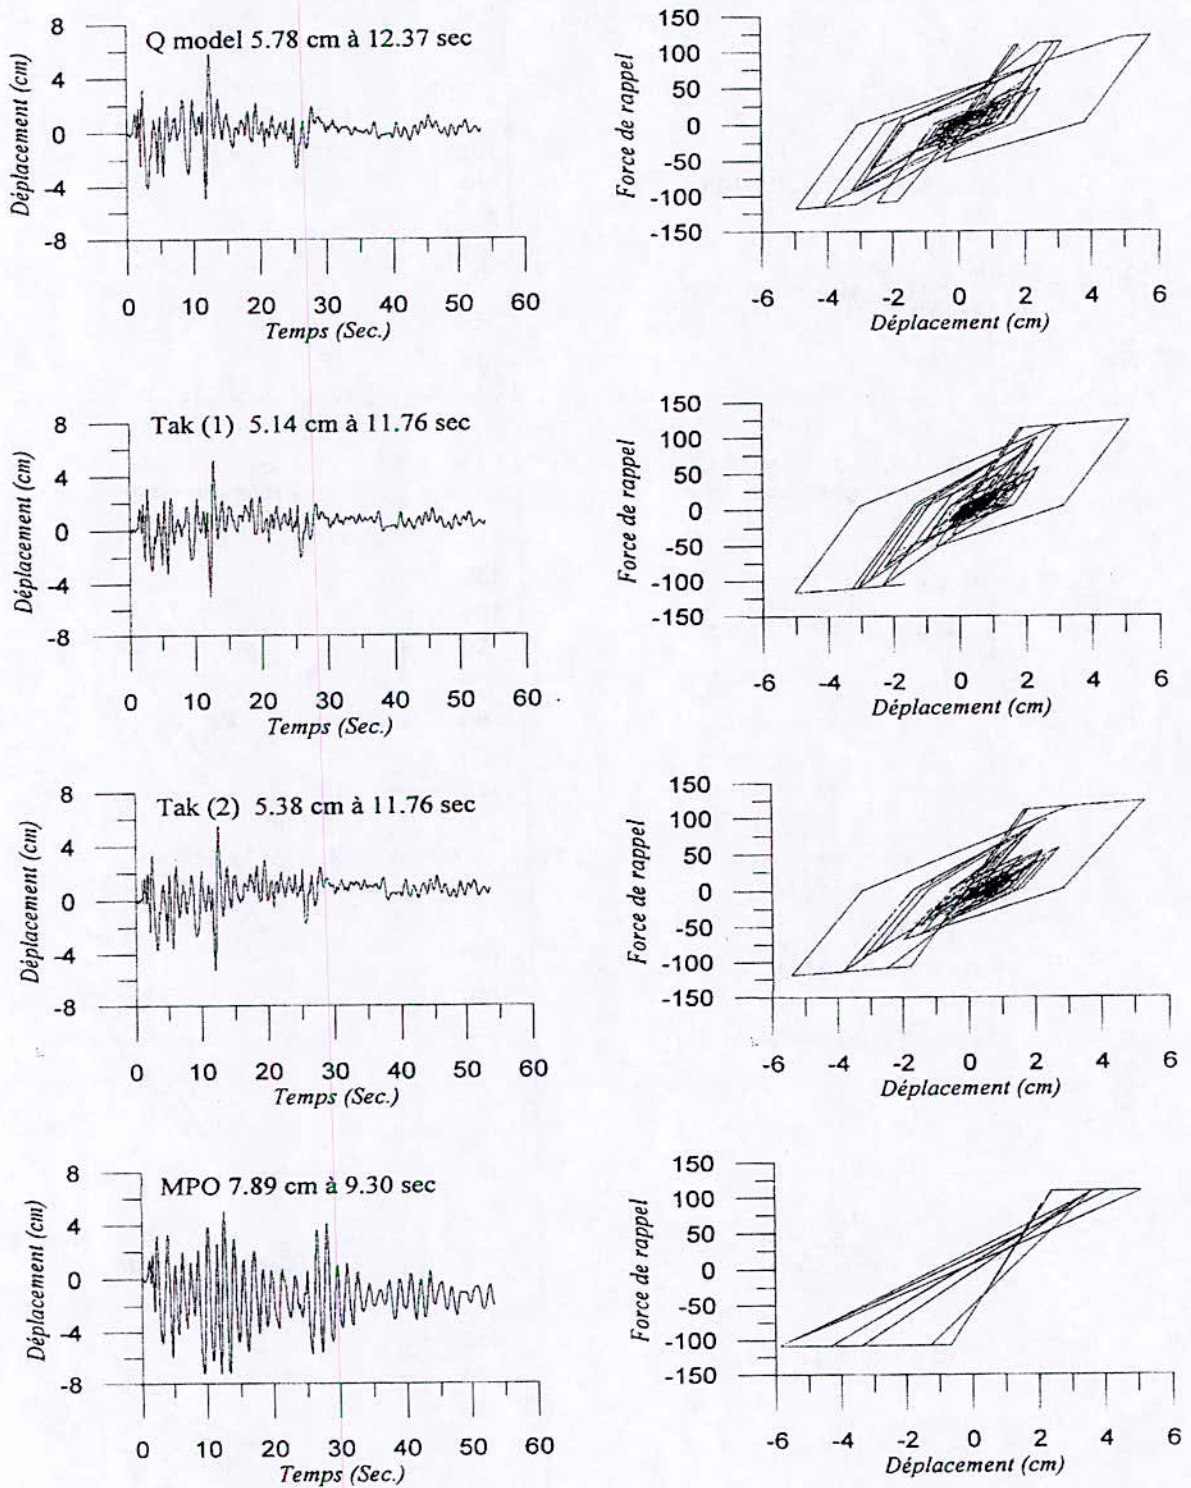 Q model 5.78 cm à 12.37 sec
Déplacement (cm)
8
4
0
-4
-8
0 10 20 30 40 50 60
Temps (Sec.)
Force de rappel
150
100
50
0
-50
-100
-150
-6 -4 -2 0 2 4 6
Déplacement (cm)
Tak (1) 5.14 cm à 11.76 sec
Déplacement (cm)
8
4
0
-4
-8
0 10 20 30 40 50 60
Temps (Sec.)
Force de rappel
150
100
50
0
-50
-100
-150
-6 -4 -2 0 2 4 6
Déplacement (cm)
Tak (2) 5.38 cm à 11.76 sec
Déplacement (cm)
8
4
0
-4
-8
0 10 20 30 40 50 60
Temps (Sec.)
Force de rappel
150
100
50
0
-50
-100
-150
-6 -4 -2 0 2 4 6
Déplacement (cm)
MPO 7.89 cm à 9.30 sec
Déplacement (cm)
8
4
0
-4
-8
0 10 20 30 40 50 60
Temps (Sec.)
Force de rappel
150
100
50
0
-50
-100
-150
-6 -4 -2 0 2 4 6
Déplacement (cm)